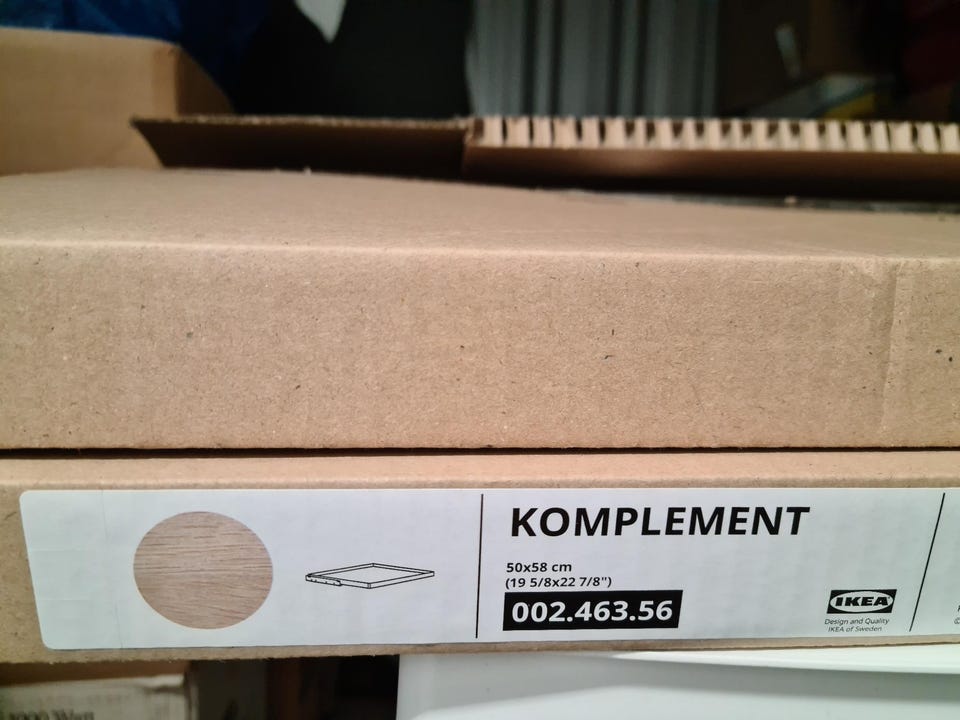 KOMPLEMENT
50x58 cm
(19 5/8x22 7/8")
002.463.56
IKEA
Design and Quality
IKEA of Sweden